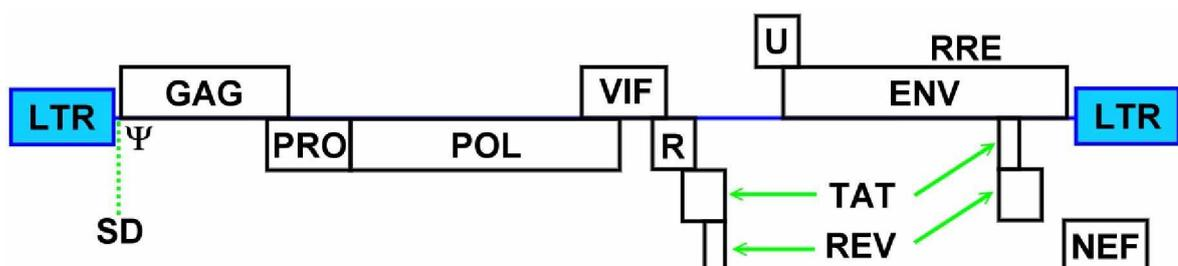 U RRE
GAG VIF ENV
LTR LTR
Ψ
PRO POL R
TAT
SD
REV NEF